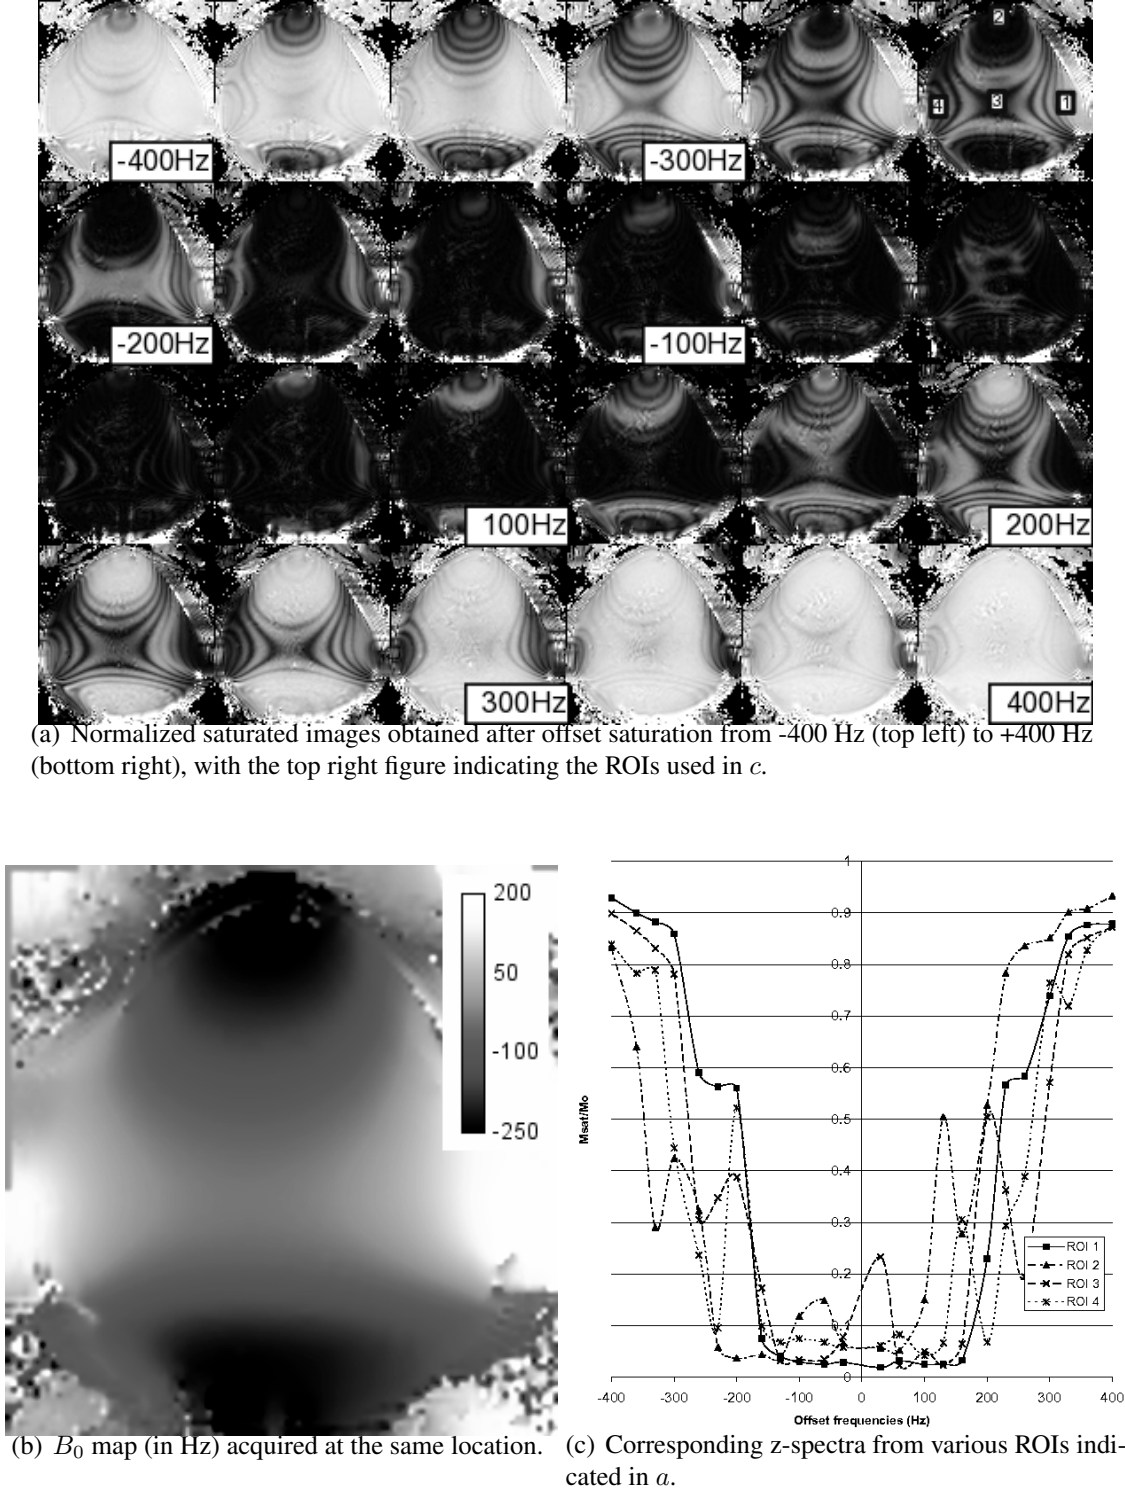 2
4
3
1
-400Hz
-300Hz
-200Hz
-100Hz
100Hz
200Hz
300Hz
400Hz
(a) Normalized saturated images obtained after offset saturation from -400 Hz (top left) to +400 Hz
(bottom right), with the top right figure indicating the ROIs used in c.
200
50
-100
-250
(b) B0 map (in Hz) acquired at the same location.
1
0.9
0.8
0.7
0.6
0.5
0.4
0.3
0.2
0.1
0
Msat/Mo
-400
-300
-200
-100
0
100
200
300
400
Offset frequencies (Hz)
ROI 1
ROI 2
ROI 3
ROI 4
(c) Corresponding z-spectra from various ROIs indi-
cated in a.